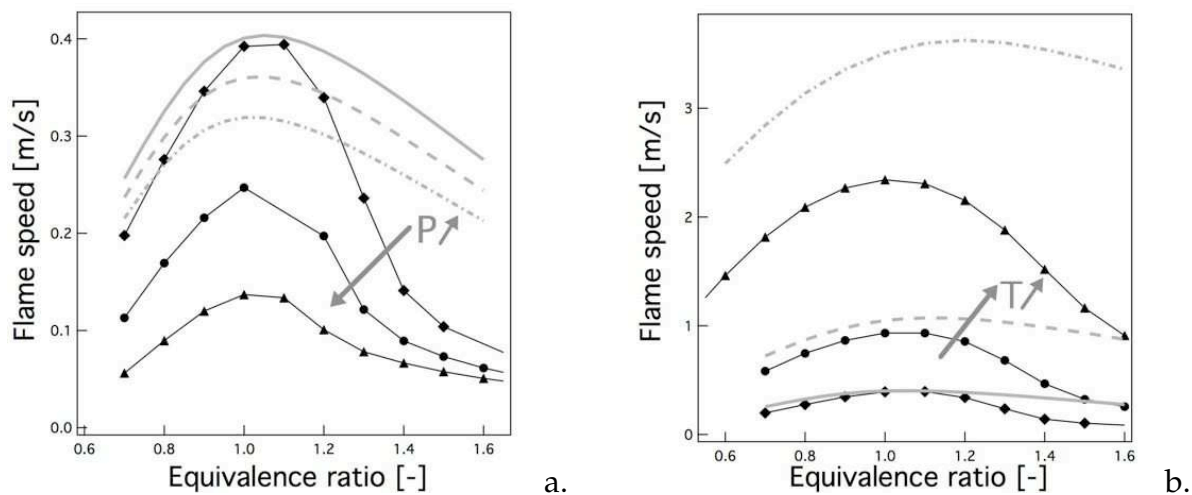 0.4
0.3
0.2
0.1
0.0
Flame speed [m/s]
P
0.6 0.8 1.0 1.2 1.4 1.6
Equivalence ratio [-]
a.
3
2
1
0
Flame speed [m/s]
T
0.6 0.8 1.0 1.2 1.4 1.6
Equivalence ratio [-]
b.